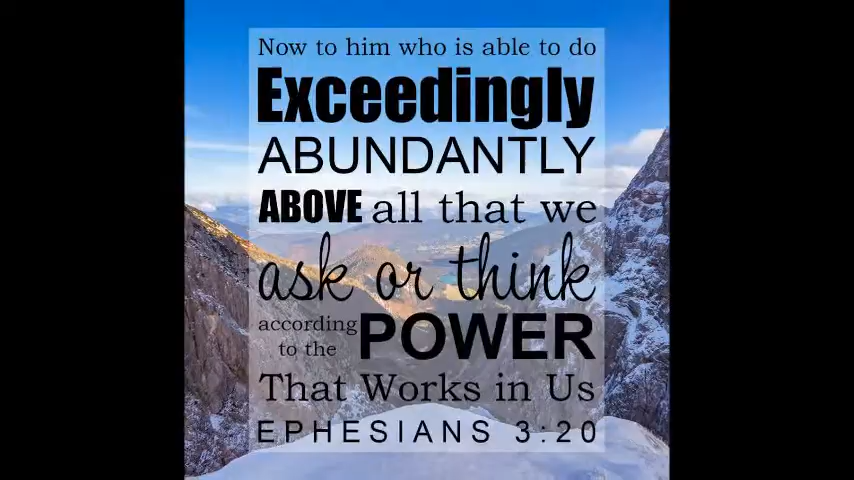 Now to him who is able to do
Exceedingly
ABUNDANTLY
ABOVE all that we
ask or think
according
to the POWER
That Works in Us
EPHESIANS 3:20